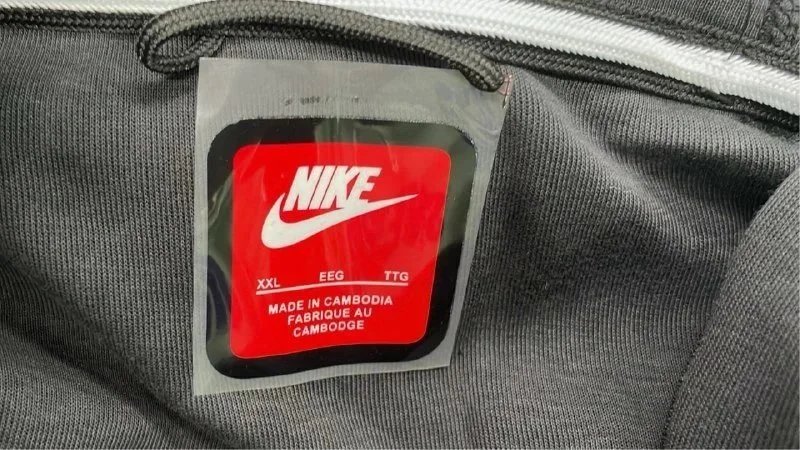 NIKE
XXL EEG TTG
MADE IN CAMBODIA
FABRIQUE AU
CAMBODGE